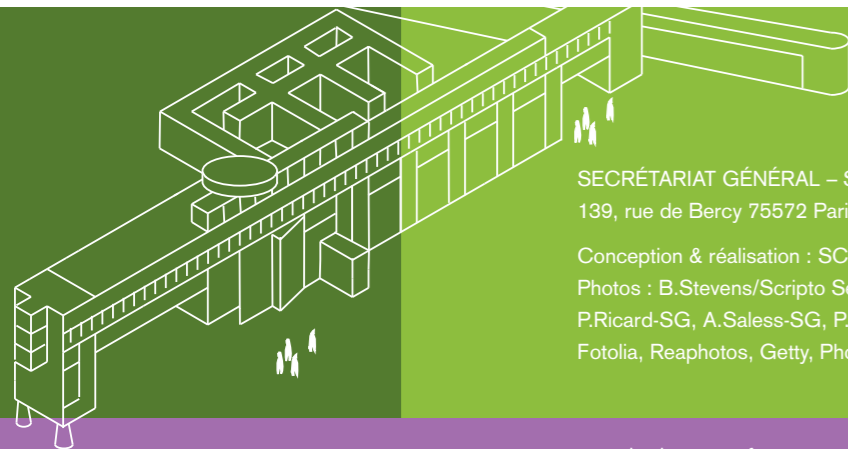 SECRÉTARIAT GÉNÉRAL –
139, rue de Bercy 75572
Conception & réalisation :
Photos : B.Stevens/Scripto
P.Ricard-SG, A.Saless-SG,
Fotolia, Reaphotos, Getty,